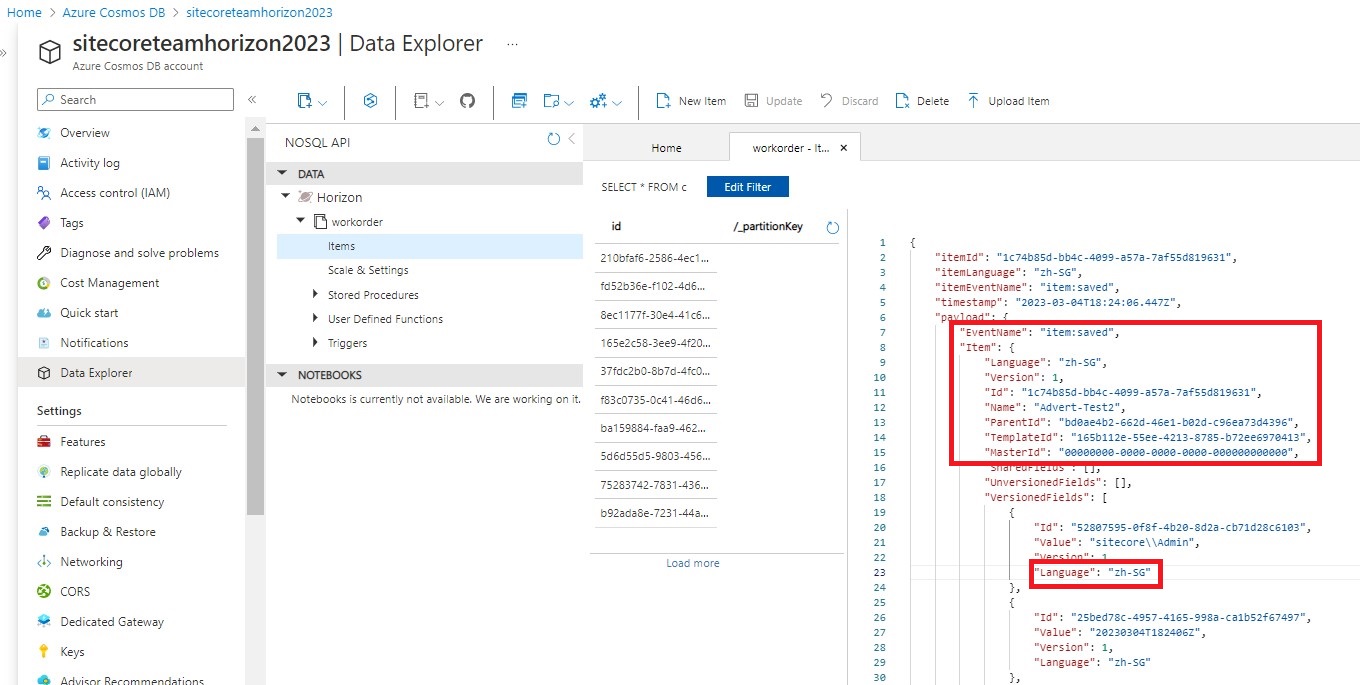 Home > Azure Cosmos DB > sitecoreteamhorizon2023
sitecoreteamhorizon2023 | Data Explorer ...
Azure Cosmos DB account
Search
Overview
Activity log
Access control (IAM)
Tags
Diagnose and solve problems
Cost Management
Quick start
Notifications
Data Explorer
Settings
Features
Replicate data globally
Default consistency
Backup & Restore
Networking
CORS
Dedicated Gateway
Keys
Advisor Recommendations
New Item
Update
Discard
Delete
Upload Item
NOSQL API
DATA
Horizon
workorder
Items
Scale & Settings
Stored Procedures
User Defined Functions
Triggers
NOTEBOOKS
Notebooks is currently not available. We are working on it.
Home
workorder - It...
SELECT * FROM c
Edit Filter
id /_partitionKey
210bfaf6-2586-4ec1...
fd52b36e-f102-4d6...
8ec1177f-30e4-41c6...
165e2c58-3ee9-4f20...
37fdc2b0-8b7d-4fc0...
f83c0735-0c41-46d6...
ba159884-faa9-462...
5d6d55d5-9803-456...
75283742-7831-436...
b92ada8e-7231-44a...
Load more
1 {
2 "itemId": "1c74b85d-bb4c-4099-a57a-7af55d819631",
3 "itemLanguage": "zh-SG",
4 "itemEventName": "item:saved",
5 "timestamp": "2023-03-04T18:24:06.447Z",
6 "payload": {
7 "EventName": "item:saved",
8 "Item": {
9 "Language": "zh-SG",
10 "Version": 1,
11 "Id": "1c74b85d-bb4c-4099-a57a-7af55d819631",
12 "Name": "Advert-Test2",
13 "ParentId": "bd0ae4b2-662d-46e1-b02d-c96ea73d4396",
14 "TemplateId": "165b112e-55ee-4213-8785-b72ee6970413",
15 "MasterId": "00000000-0000-0000-0000-000000000000",
16 "SharedFields": [],
17 "UnversionedFields": [],
18 "VersionedFields": [
19 {
20 "Id": "52807595-0f8f-4b20-8d2a-cb71d28c6103",
21 "Value": "sitecore\\Admin",
22 "Version": 1,
23 "Language": "zh-SG"
24 },
25 {
26 "Id": "25bed78c-4957-4165-998a-ca1b52f67497",
27 "Value": "20230304T182406Z",
28 "Version": 1,
29 "Language": "zh-SG"
30 },